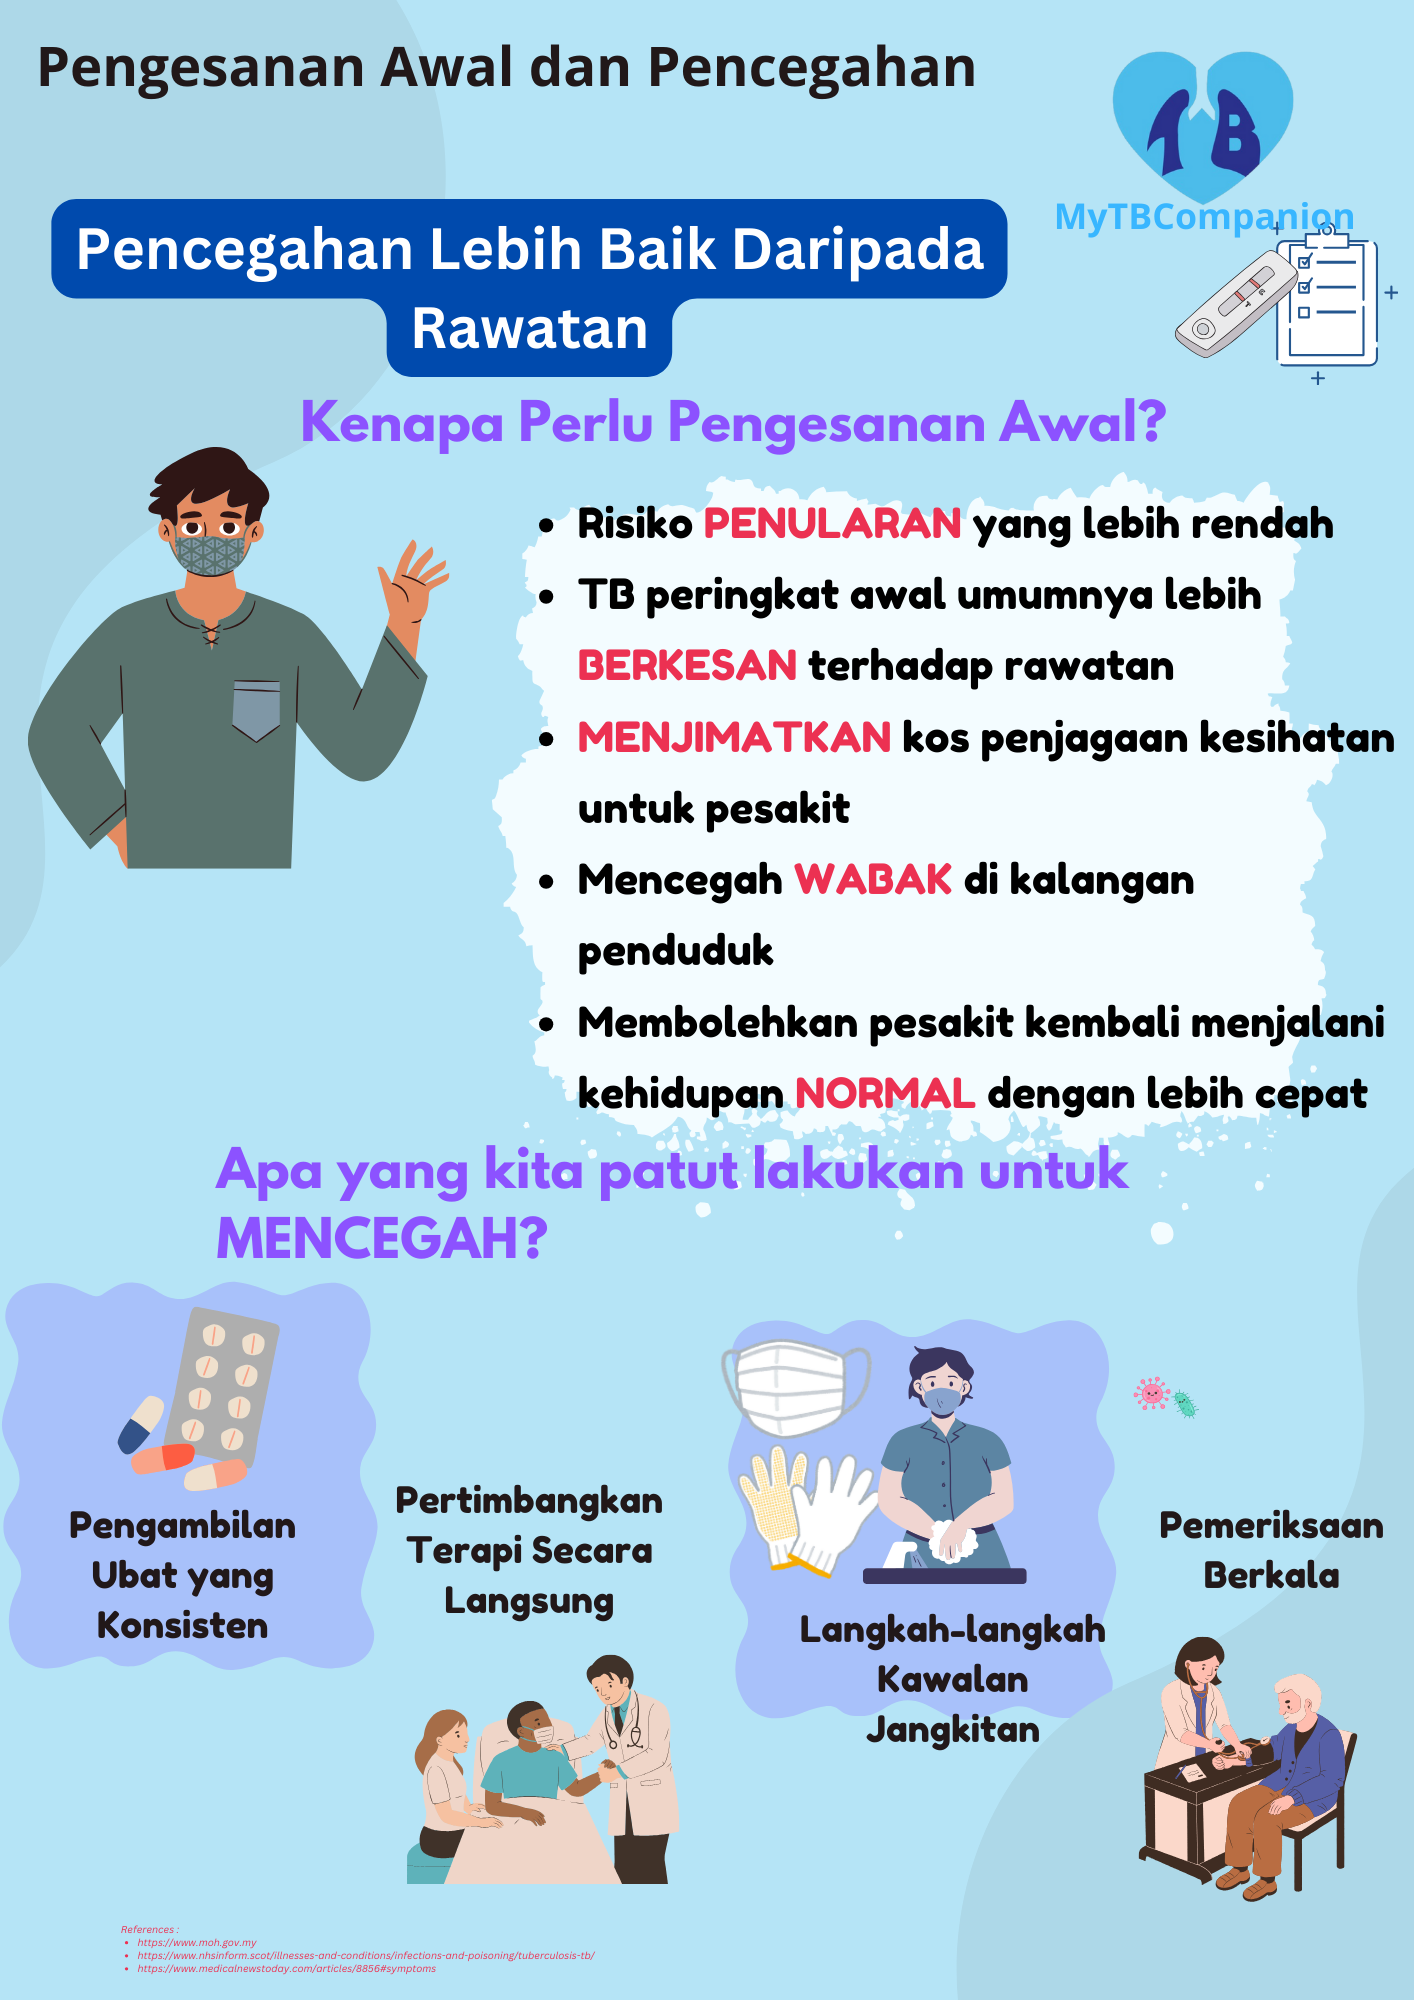 Pengesanan Awal dan Pencegahan
TB
MyTBCompanion
Pencegahan Lebih Baik Daripada
Rawatan
Kenapa Perlu Pengesanan Awal?
• Risiko PENULARAN yang lebih rendah
• TB peringkat awal umumnya lebih
BERKESAN terhadap rawatan
• MENJIMATKAN kos penjagaan kesihatan
untuk pesakit
• Mencegah WABAK di kalangan
penduduk
• Membolehkan pesakit kembali menjalani
kehidupan NORMAL dengan lebih cepat
Apa yang kita patut lakukan untuk
MENCEGAH?
Pengambilan
Ubat yang
Konsisten
Pertimbangkan
Terapi Secara
Langsung
Langkah-langkah
Kawalan
Jangkitan
Pemeriksaan
Berkala
References :
• https://www.moh.gov.my
• https://www.nhsinform.scot/illnesses-and-conditions/infections-and-poisoning/tuberculosis-tb/
• https://www.medicalnewstoday.com/articles/8856#symptoms